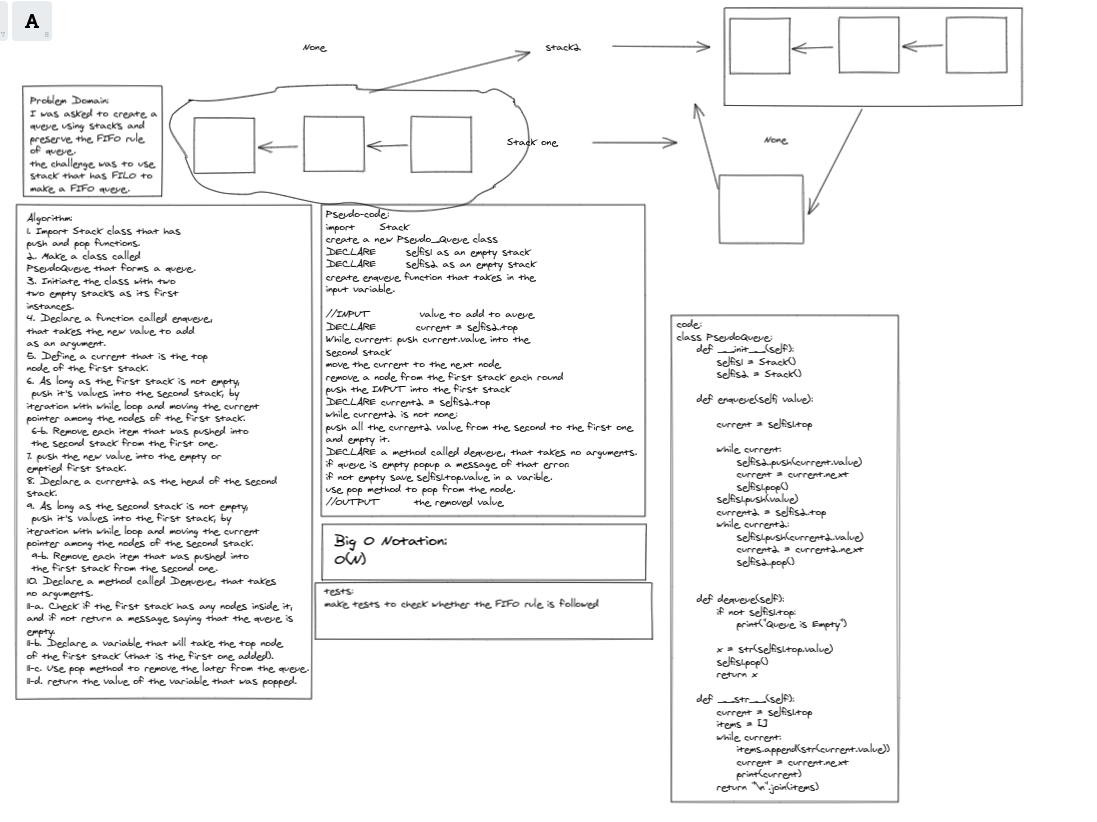 7
A
8
None
stack2
Stack one
None
Problem Domain:
I was asked to create a
queue using stacks and
preserve the FIFO rule
of queue.
the challenge was to use
stack that has FILO to
make a FIFO queue.
Algorithm:
1. Import Stack class that has
push and pop functions.
2. Make a class called
PseudoQueue that forms a queue.
3. Initiate the class with two
two empty stacks as its first
instances.
4. Declare a function called enqueue,
that takes the new value to add
as an argument.
5. Define a current that is the top
node of the first stack.
6. As long as the first stack is not empty,
push it's values into the second stack, by
iteration with while loop and moving the current
pointer among the nodes of the first stack.
6-b. Remove each item that was pushed into
the second stack from the first one.
7. push the new value into the empty or
emptied first stack.
8. Declare a current2 as the head of the second
stack.
9. As long as the second stack is not empty,
push it's values into the first stack, by
iteration with while loop and moving the current
pointer among the nodes of the second stack.
9-b. Remove each item that was pushed into
the first stack from the second one.
10. Declare a method called Dequeue, that takes
no arguments.
11-a. Check if the first stack has any nodes inside it,
and if not return a message saying that the queue is
empty.
11-b. Declare a variable that will take the top node
of the first stack (that is the first one added).
11-c. Use pop method to remove the later from the queue.
11-d. return the value of the variable that was popped.
Pseudo-code:
import Stack
create a new Pseudo_Queue class
DECLARE self.s1 as an empty stack
DECLARE self.s2 as an empty stack
create enqueue function that takes in the
input variable.
//INPUT value to add to queue
DECLARE current = self.s2.top
While current: push current.value into the
second stack
move the current to the next node
remove a node from the first stack each round
push the INPUT into the first stack
DECLARE current2 = self.s2.top
while current2 is not none:
push all the current2 value from the second to the first one
and empty it.
DECLARE a method called dequeue, that takes no arguments.
if queue is empty popup a message of that error.
if not empty save self.s1.top.value in a varible.
use pop method to pop from the node.
//OUTPUT the removed value
Big O Notation:
O(N)
tests:
make tests to check whether the FIFO rule is followed
code:
class PseudoQueue:
def __init__(self):
self.s1 = Stack()
self.s2 = Stack()
def enqueue(self, value):
current = self.s1.top
while current:
self.s2.push(current.value)
current = current.next
self.s1.pop()
self.s1.push(value)
current2 = self.s2.top
while current2:
self.s1.push(current2.value)
current2 = current2.next
self.s2.pop()
def dequeue(self):
if not self.s1.top:
print("Queue is Empty")
x = str(self.s1.top.value)
self.s1.pop()
return x
def __str__(self):
current = self.s1.top
items = []
while current:
items.append(str(current.value))
current = current.next
print(current)
return "\n".join(items)